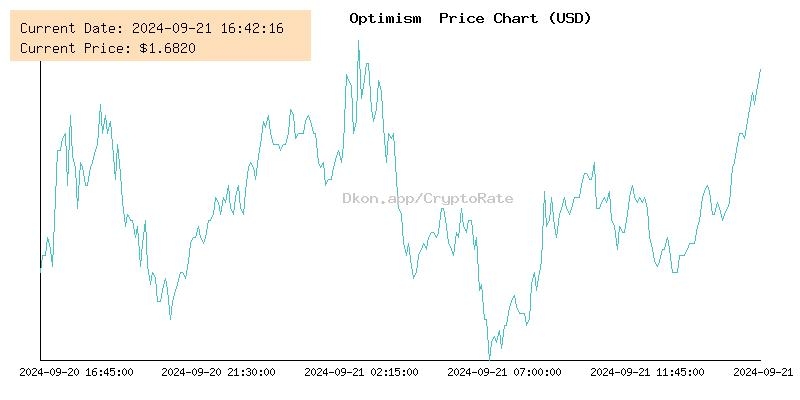 Optimism  Price Chart (USD)
Current Date: 2024-09-21 16:42:16
Current Price: $1.6820
Dkon.app/CryptoRate
2024-09-20 16:45:00 2024-09-20 21:30:00 2024-09-21 02:15:00 2024-09-21 07:00:00 2024-09-21 11:45:00 2024-09-21